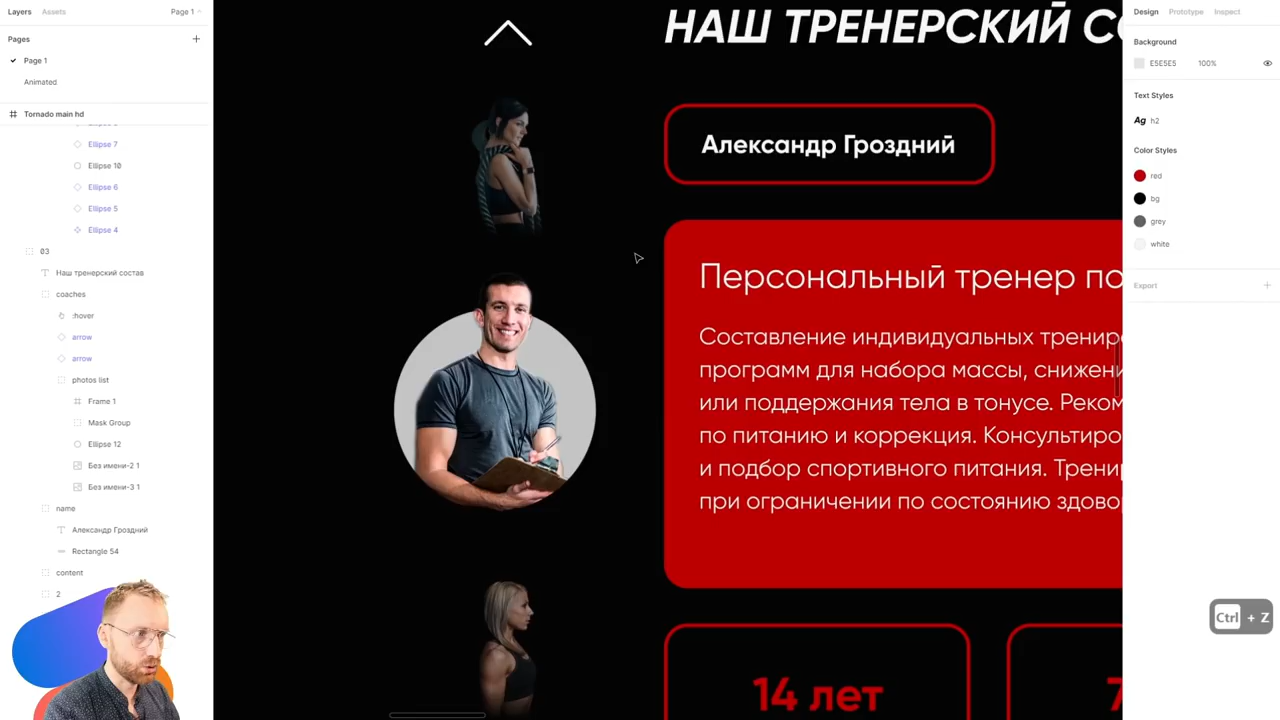 Layers
Assets
Page 1
Pages
Page 1
Animated
Tornado main hd
Ellipse 7
Ellipse 10
Ellipse 6
Ellipse 5
Ellipse 4
03
Наш тренерский состав
coaches
:hover
arrow
arrow
photos list
Frame 1
Mask Group
Ellipse 12
Без имени-2 1
Без имени-3 1
name
Александр Гроздний
Rectangle 54
content
2
НАШ ТРЕНЕРСКИЙ
Александр Гроздний
Персональный тренер по
Составление индивидуальных тренир
программ для набора массы, снижени
или поддержания тела в тонусе. Реком
по питанию и коррекция. Консультиро
и подбор спортивного питания. Тренир
при ограничении по состоянию здовор
14 лет
7
Design
Prototype
Inspect
Background
E5E5E5
100%
Text Styles
Ag h2
Color Styles
red
bg
grey
white
Export
Ctrl + Z